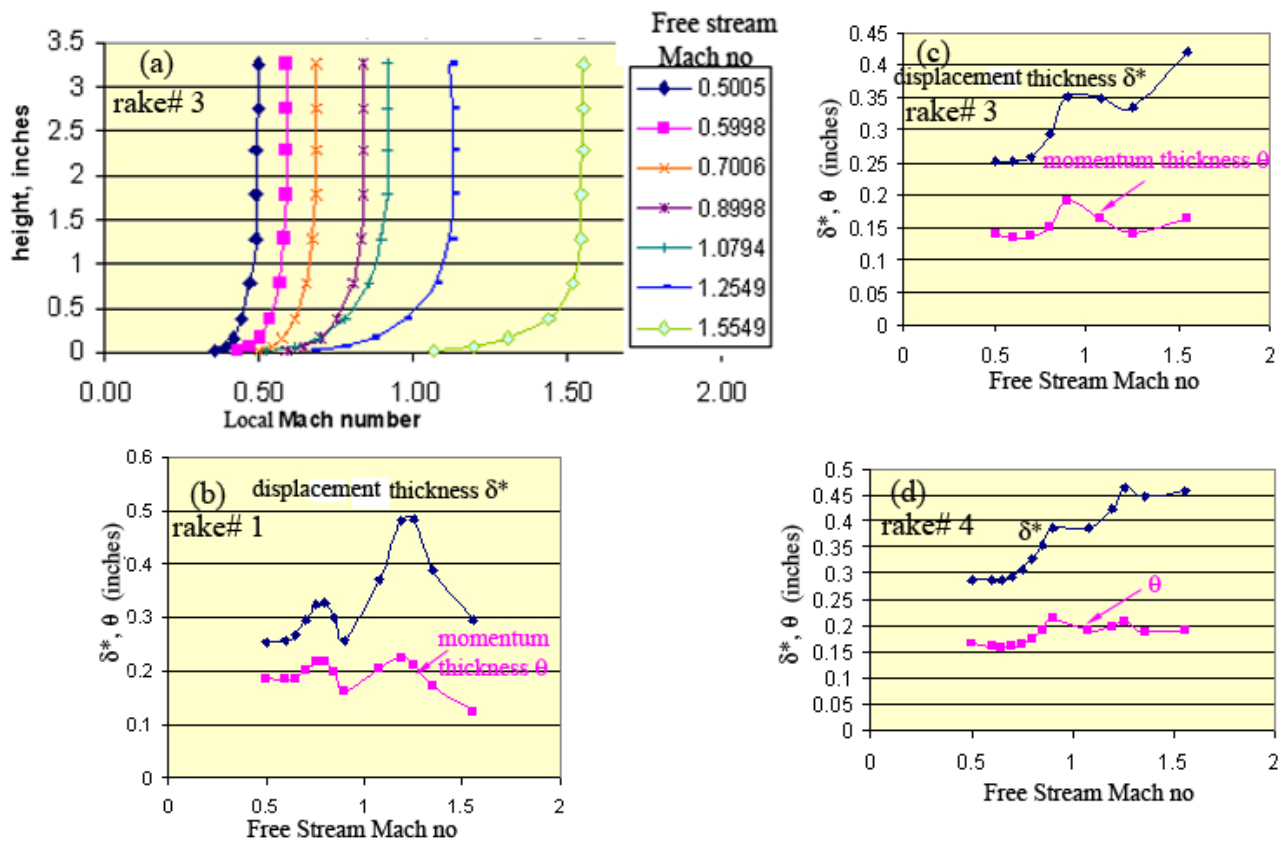 Free stream
Mach no
(a)
rake# 3
height, inches
3.5
3
2.5
2
1.5
1
0.5
0
0.00
0.50
1.00
1.50
2.00
Local Mach number
0.5005
0.5998
0.7006
0.8998
1.0794
1.2549
1.5549
(c)
displacement thickness δ*
rake# 3
momentum thickness θ
δ*, θ (inches)
0.45
0.4
0.35
0.3
0.25
0.2
0.15
0.1
0.05
0
0
0.5
1
1.5
2
Free Stream Mach no
(b)
displacement thickness δ*
rake# 1
momentum
thickness θ
δ*, θ (inches)
0.6
0.5
0.4
0.3
0.2
0.1
0
0
0.5
1
1.5
2
Free Stream Mach no
(d)
rake# 4
δ*
θ
δ*, θ (inches)
0.5
0.45
0.4
0.35
0.3
0.25
0.2
0.15
0.1
0.05
0
0
0.5
1
1.5
2
Free Stream Mach no